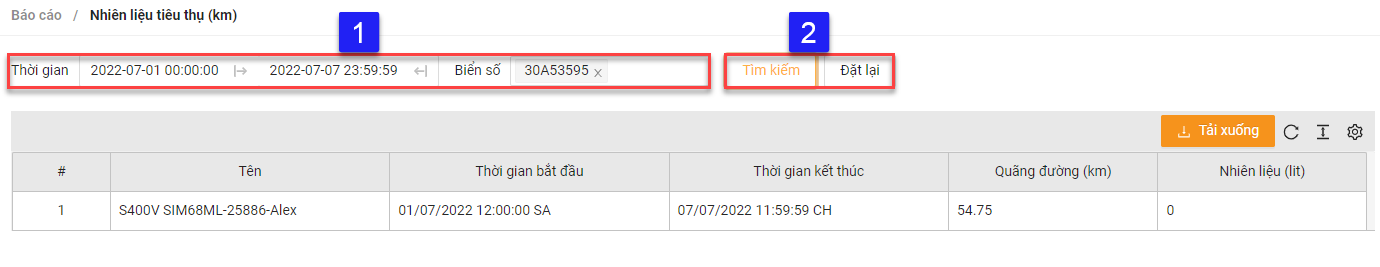 Báo cáo / Nhiên liệu tiêu thụ (km)
1 2
Thời gian 2022-07-01 00:00:00 2022-07-07 23:59:59 Biển số 30A53595 x Tìm kiếm Đặt lại
Tải xuống
# Tên Thời gian bắt đầu Thời gian kết thúc Quãng đường (km) Nhiên liệu (lit)
1 S400V SIM68ML-25886-Alex 01/07/2022 12:00:00 SA 07/07/2022 11:59:59 CH 54.75 0